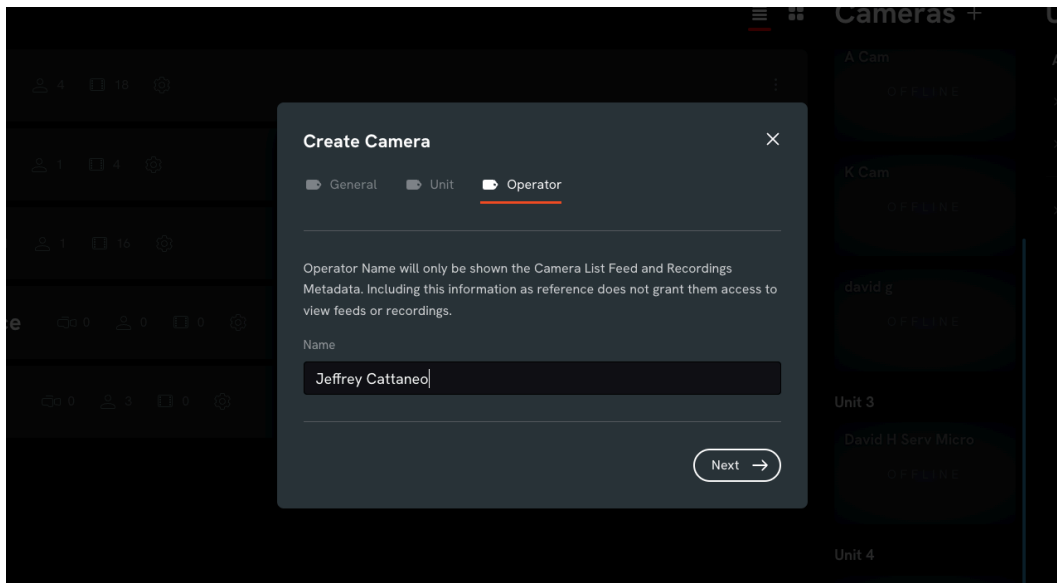 Cameras +
4 18
A Cam
OFFLINE
Create Camera
General Unit Operator
1 4
K Cam
OFFLINE
1 16
Operator Name will only be shown the Camera List Feed and Recordings
Metadata. Including this information as reference does not grant them access to
view feeds or recordings.
david g
OFFLINE
ce 0 0 0
Name
Jeffrey Cattaneo
0 3 0
Unit 3
David H Serv Micro
OFFLINE
Next →
Unit 4